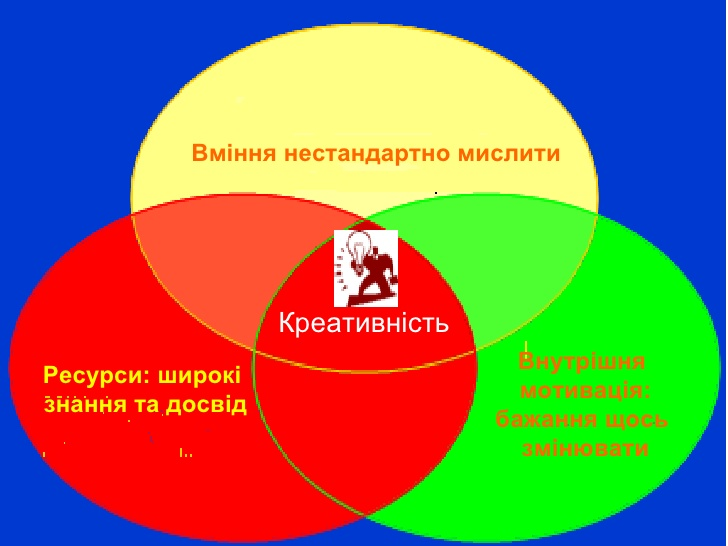 Вміння нестандартно мислити
Креативність
Ресурси: широкі
знання та досвід
Внутрішня
мотивація:
бажання щось
змінювати